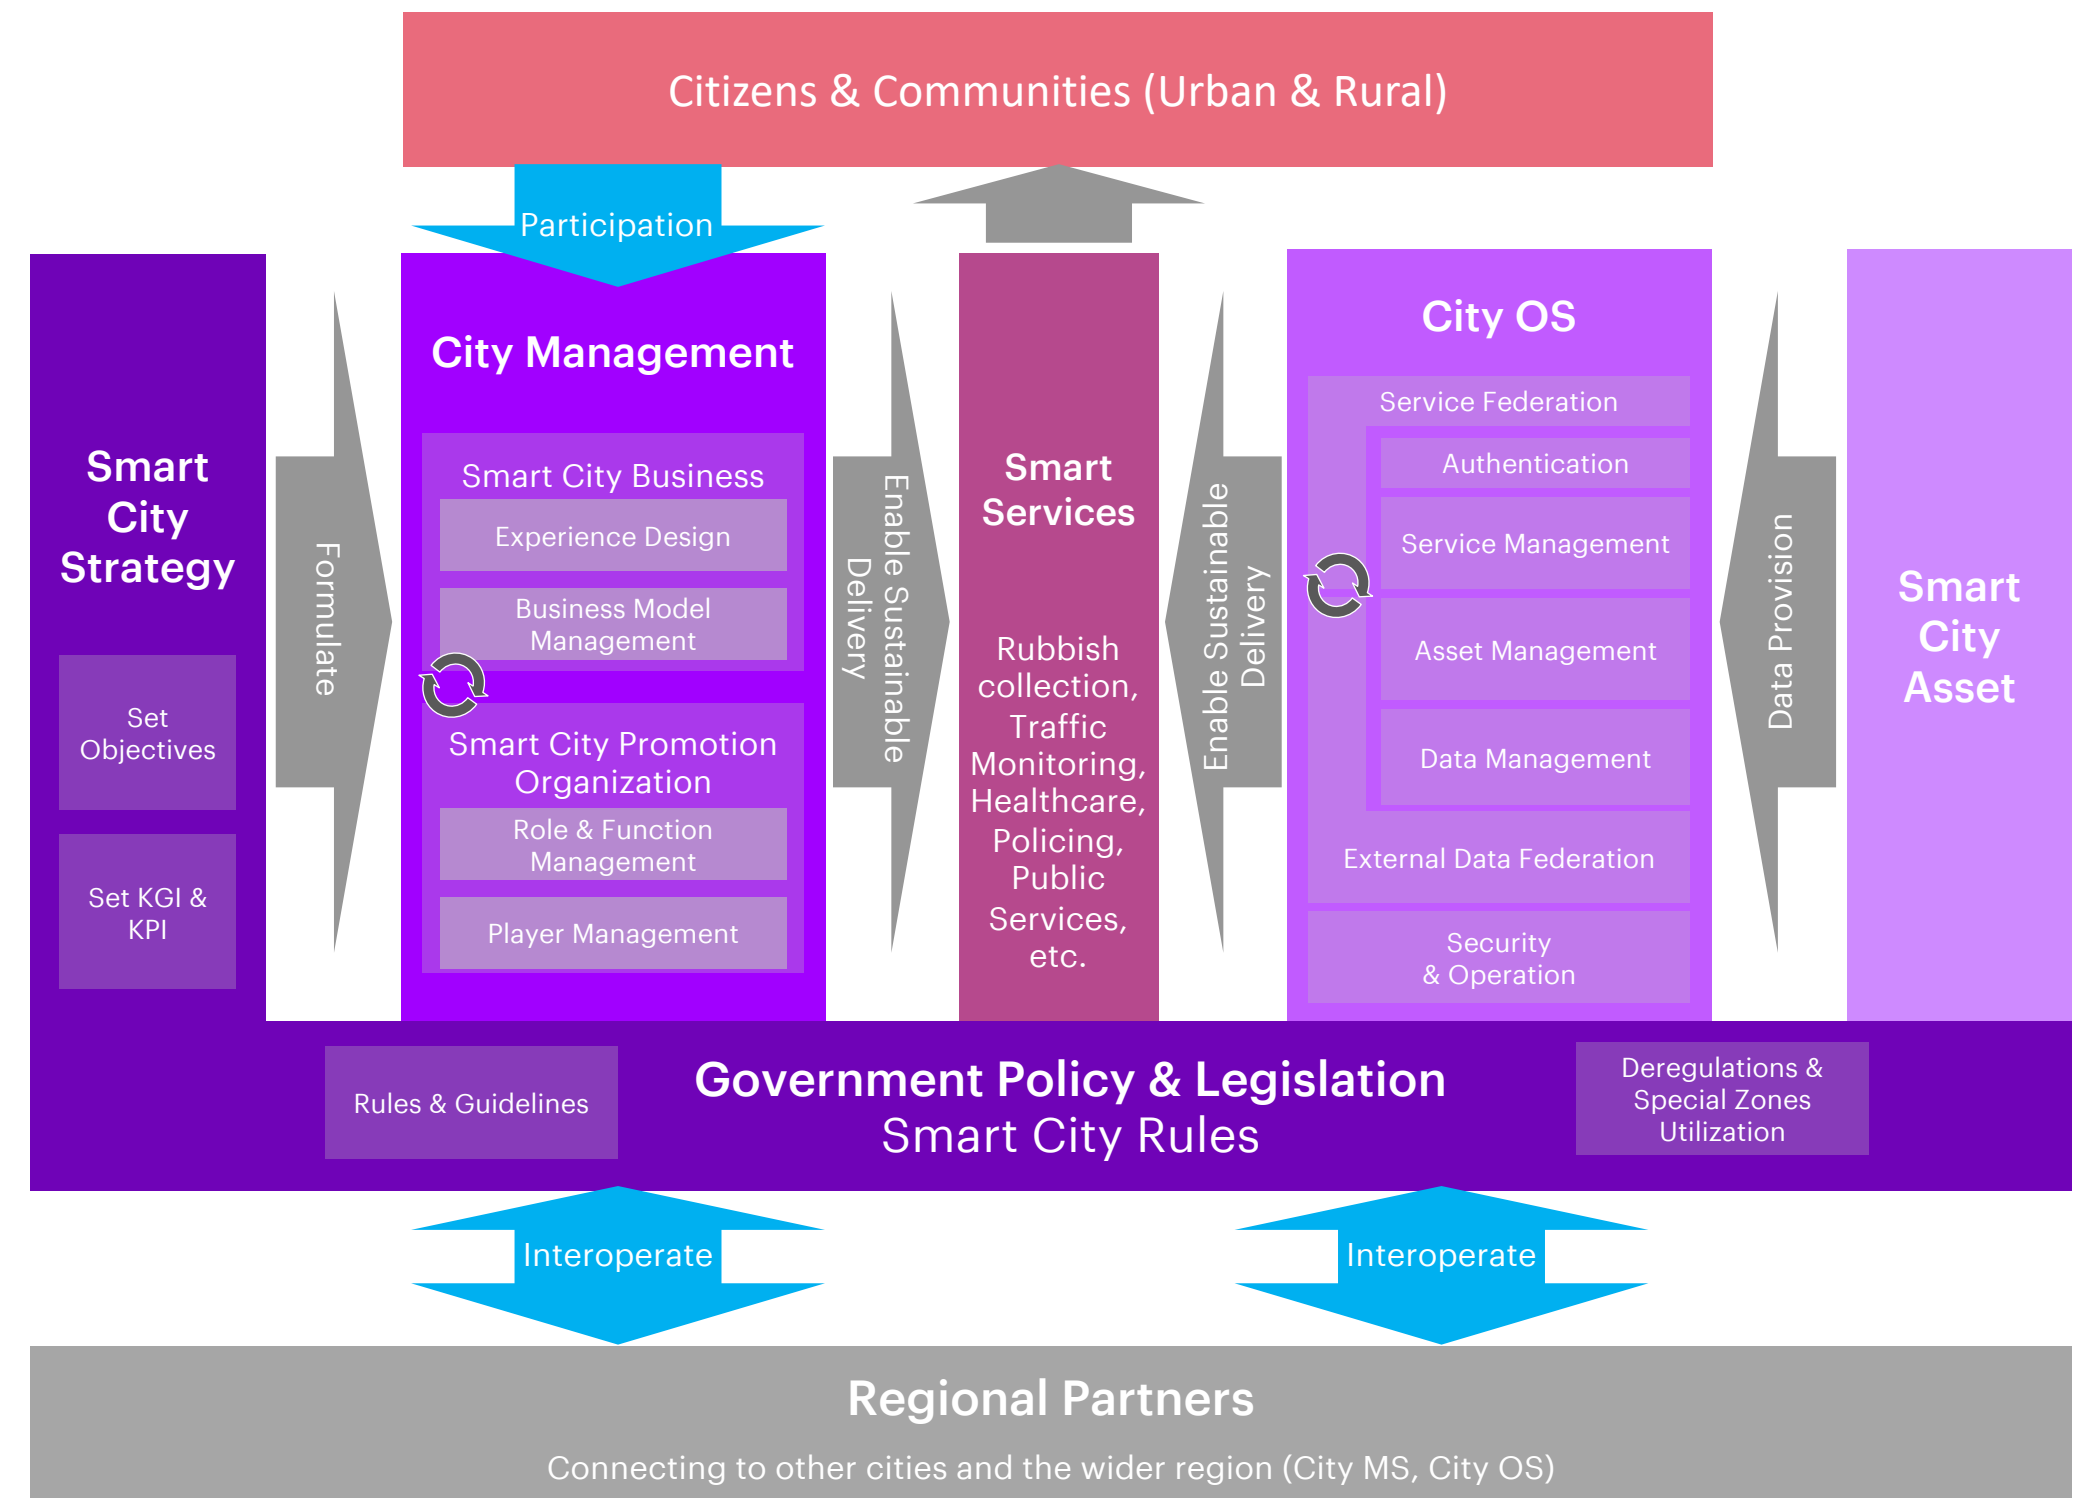 Citizens & Communities (Urban & Rural)
Participation
Smart
City
Strategy
Set
Objectives
Set KGI &
KPI
Formulate
City Management
Smart City Business
Experience Design
Business Model
Management
Smart City Promotion
Organization
Role & Function
Management
Player Management
Enable Sustainable
Delivery
Smart
Services
Rubbish
collection,
Traffic
Monitoring,
Healthcare,
Policing,
Public
Services,
etc.
Enable Sustainable
Delivery
City OS
Service Federation
Authentication
Service Management
Asset Management
Data Management
External Data Federation
Security
& Operation
Data Provision
Smart
City
Asset
Rules & Guidelines
Government Policy & Legislation
Smart City Rules
Deregulations &
Special Zones
Utilization
Interoperate
Interoperate
Regional Partners
Connecting to other cities and the wider region (City MS, City OS)